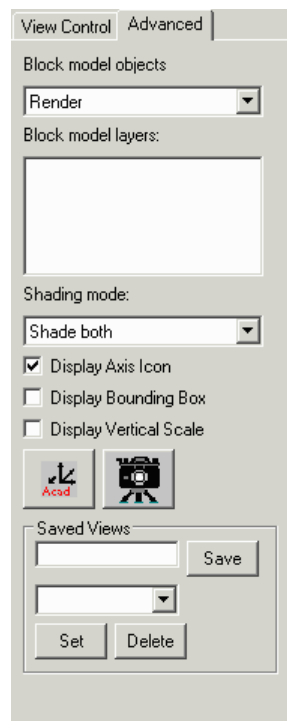 View Control Advanced
Block model objects
Render
Block model layers:
Shading mode:
Shade both
Display Axis Icon
Display Bounding Box
Display Vertical Scale
Acad
Saved Views
Save
Set Delete